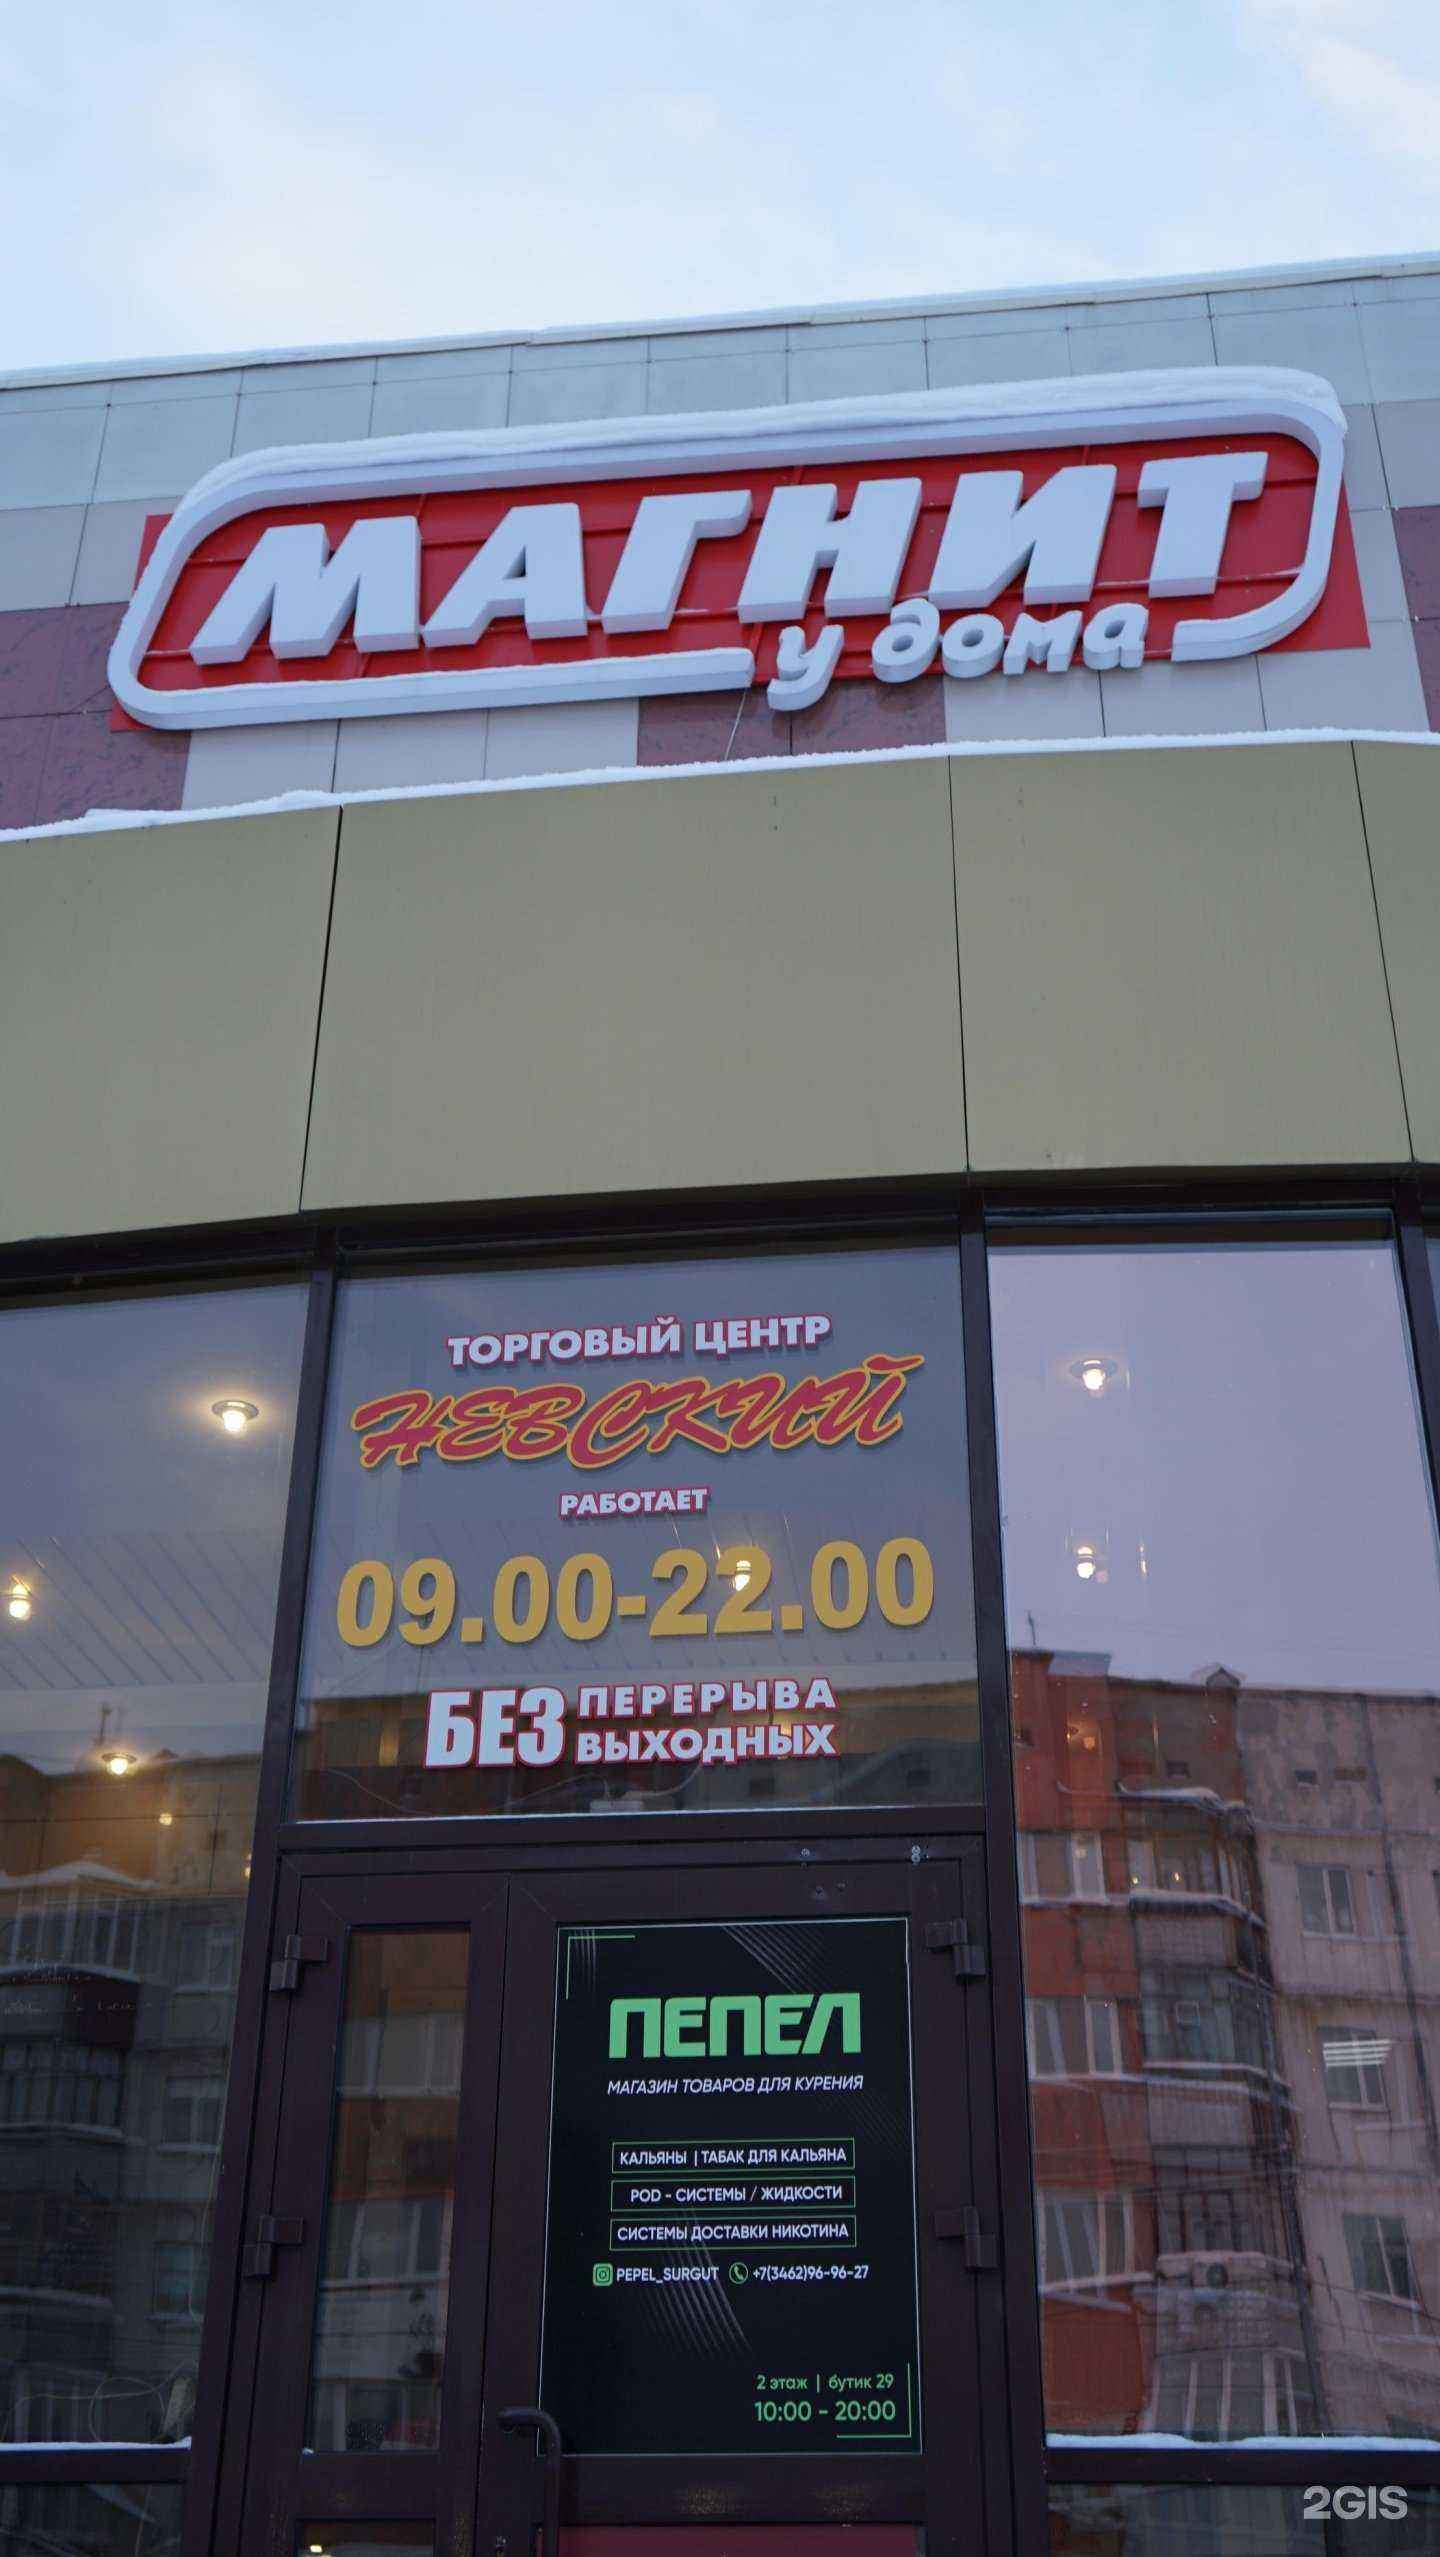 МАГНИТ
у дома
ТОРГОВЫЙ ЦЕНТР
НЕВСКИЙ
РАБОТАЕТ
09.00-22.00
БЕЗ ПЕРЕРЫВА
ВЫХОДНЫХ
ПЕПЕЛ
МАГАЗИН ТОВАРОВ ДЛЯ КУРЕНИЯ
КАЛЬЯНЫ | ТАБАК ДЛЯ КАЛЬЯНА
POD - СИСТЕМЫ / ЖИДКОСТИ
СИСТЕМЫ ДОСТАВКИ НИКОТИНА
PEPEL_SURGUT +7(3462)96-96-27
2 этаж | бутик 29
10:00 - 20:00
2GIS